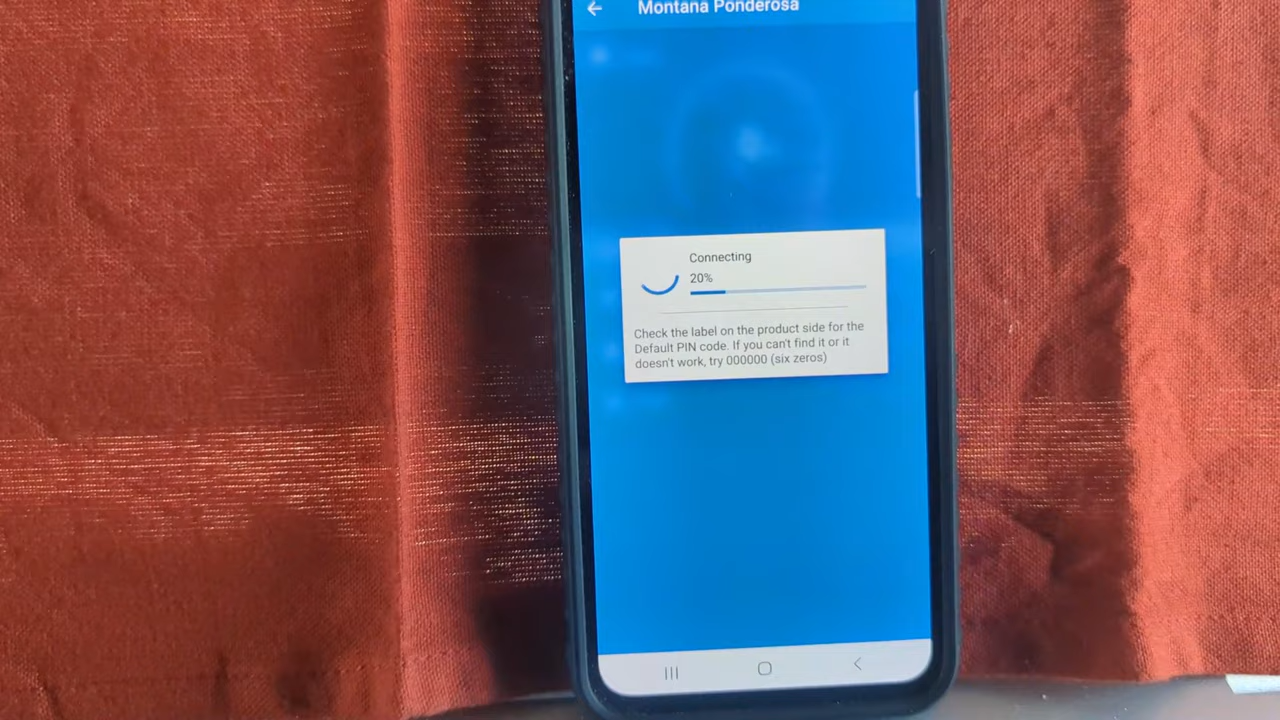 Montana Ponderosa
Connecting
20%
Check the label on the product side for the
Default PIN code. If you can't find it or it
doesn't work, try 000000 (six zeros)